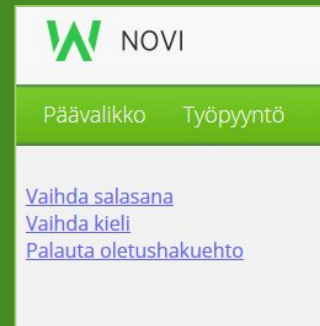 NOVI
Päävalikko Työpyyntö
Vaihda salasana
Vaihda kieli
Palauta oletushakuehto